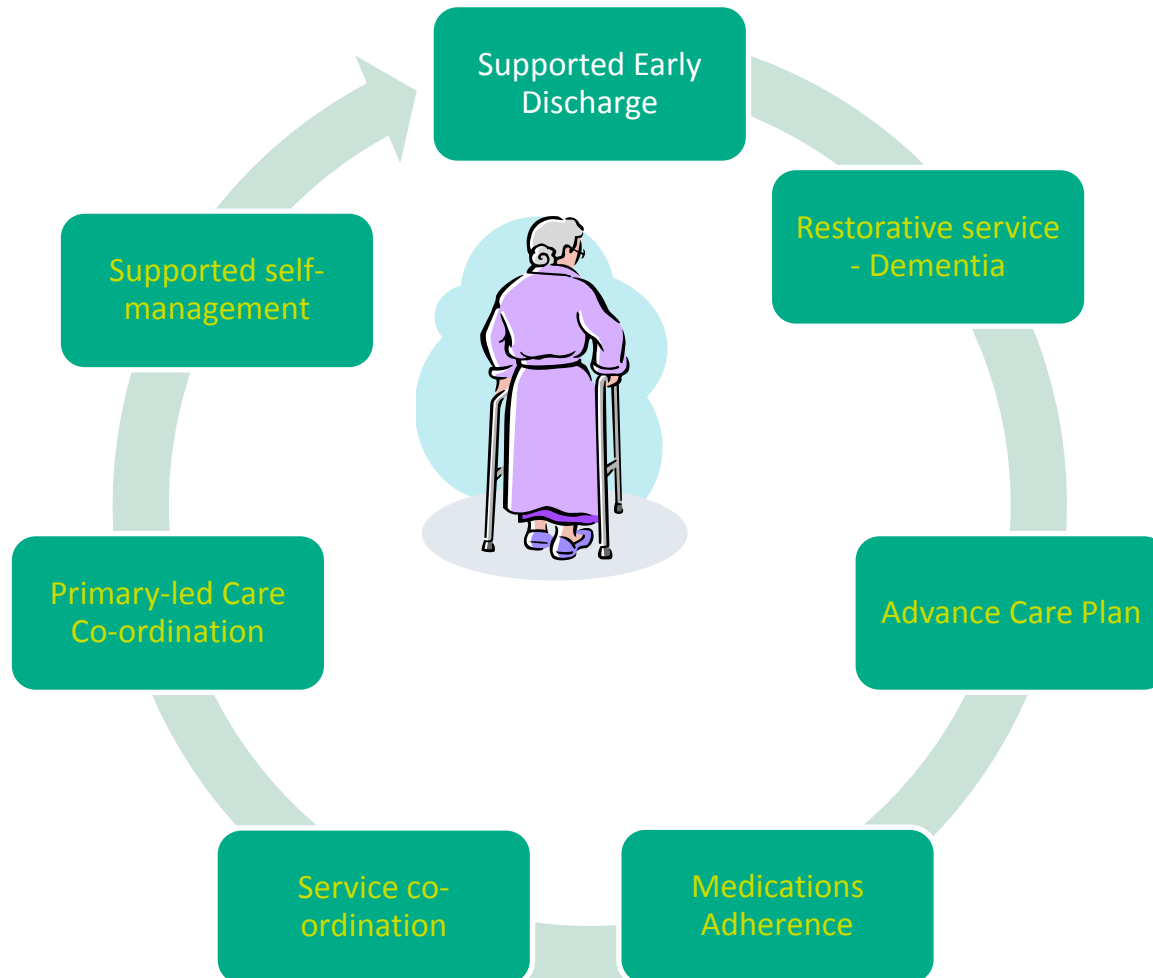 Supported Early
Discharge
Restorative service
- Dementia
Advance Care Plan
Medications
Adherence
Service co-
ordination
Primary-led Care
Co-ordination
Supported self-
management